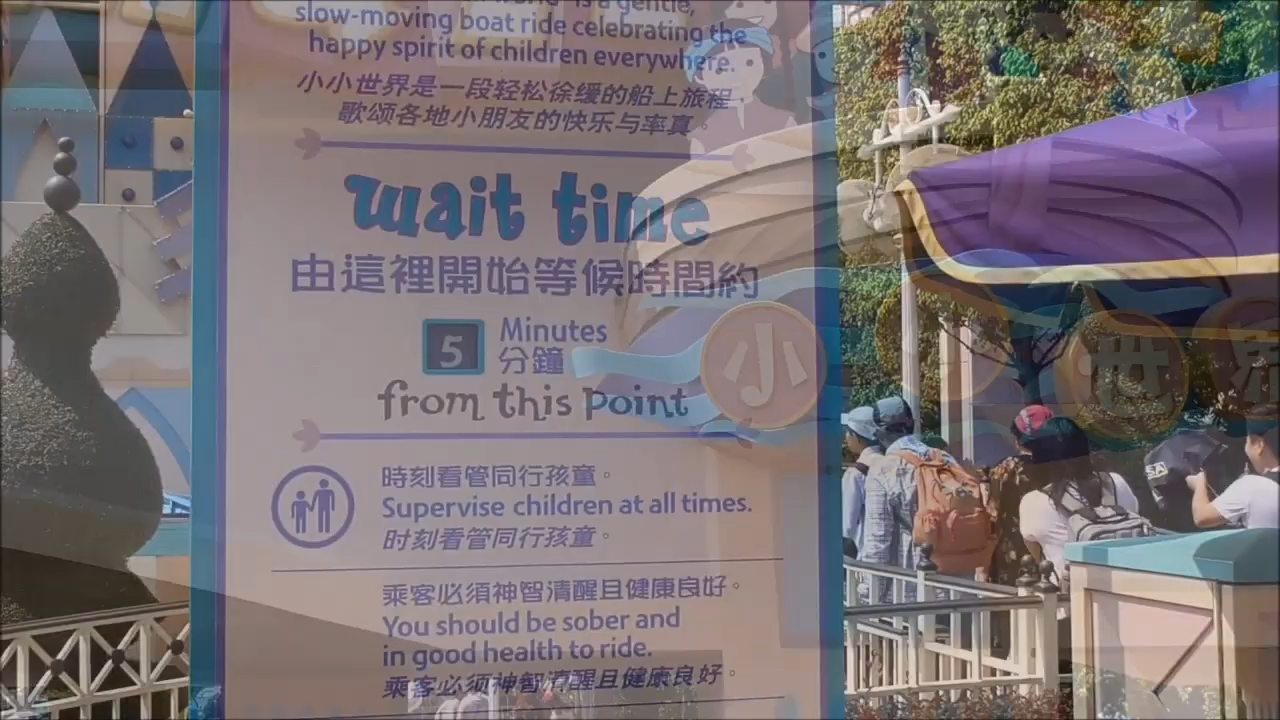 is a gentle,
slow-moving boat ride celebrating the
happy spirit of children everywhere.
小小世界是一段轻松徐缓的船上旅程，
歌颂各地小朋友的快乐与率真。
wait time
由這裡開始等候時間約
5 Minutes
分鐘
from this Point
小 世界
時刻看管同行孩童。
Supervise children at all times.
时刻看管同行孩童。
乘客必須神智清醒且健康良好。
You should be sober and
in good health to ride.
乘客必须神智清醒且健康良好。